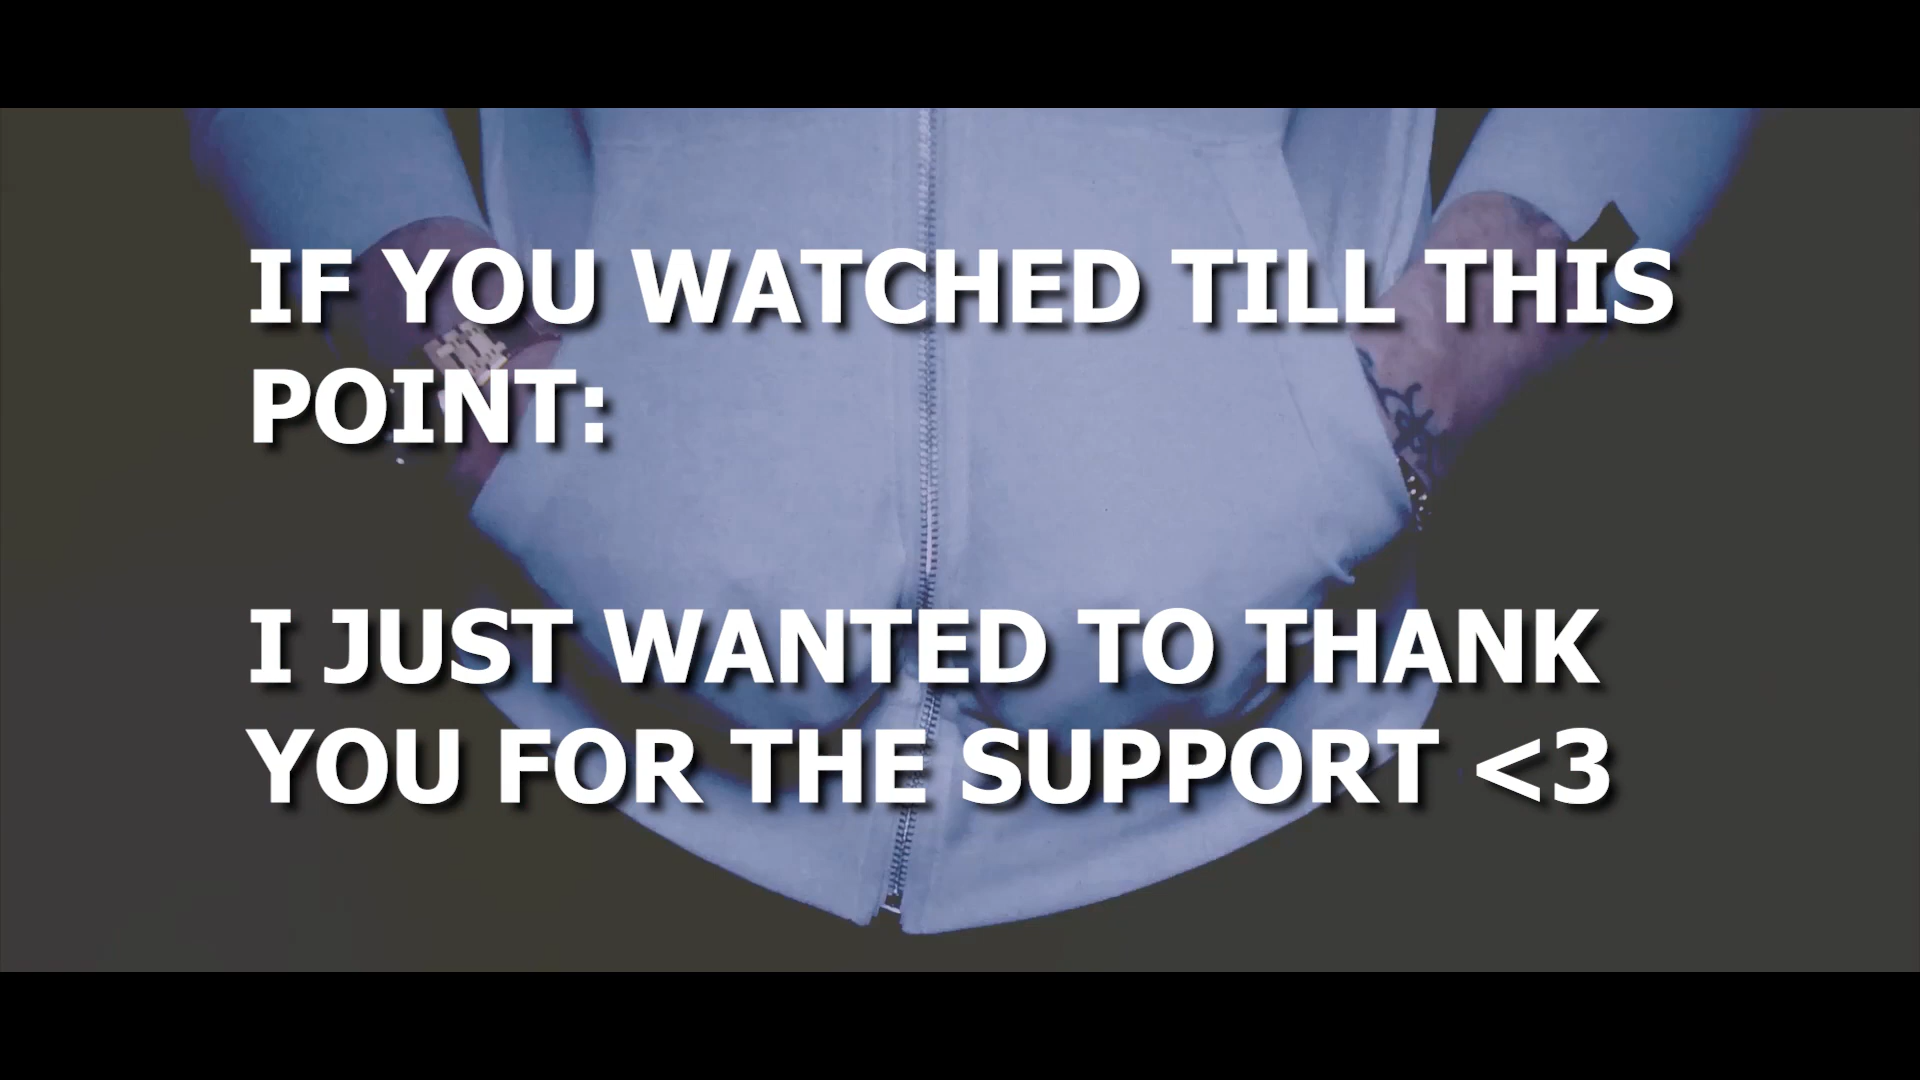 IF YOU WATCHED TILL THIS
POINT:
I JUST WANTED TO THANK
YOU FOR THE SUPPORT <3